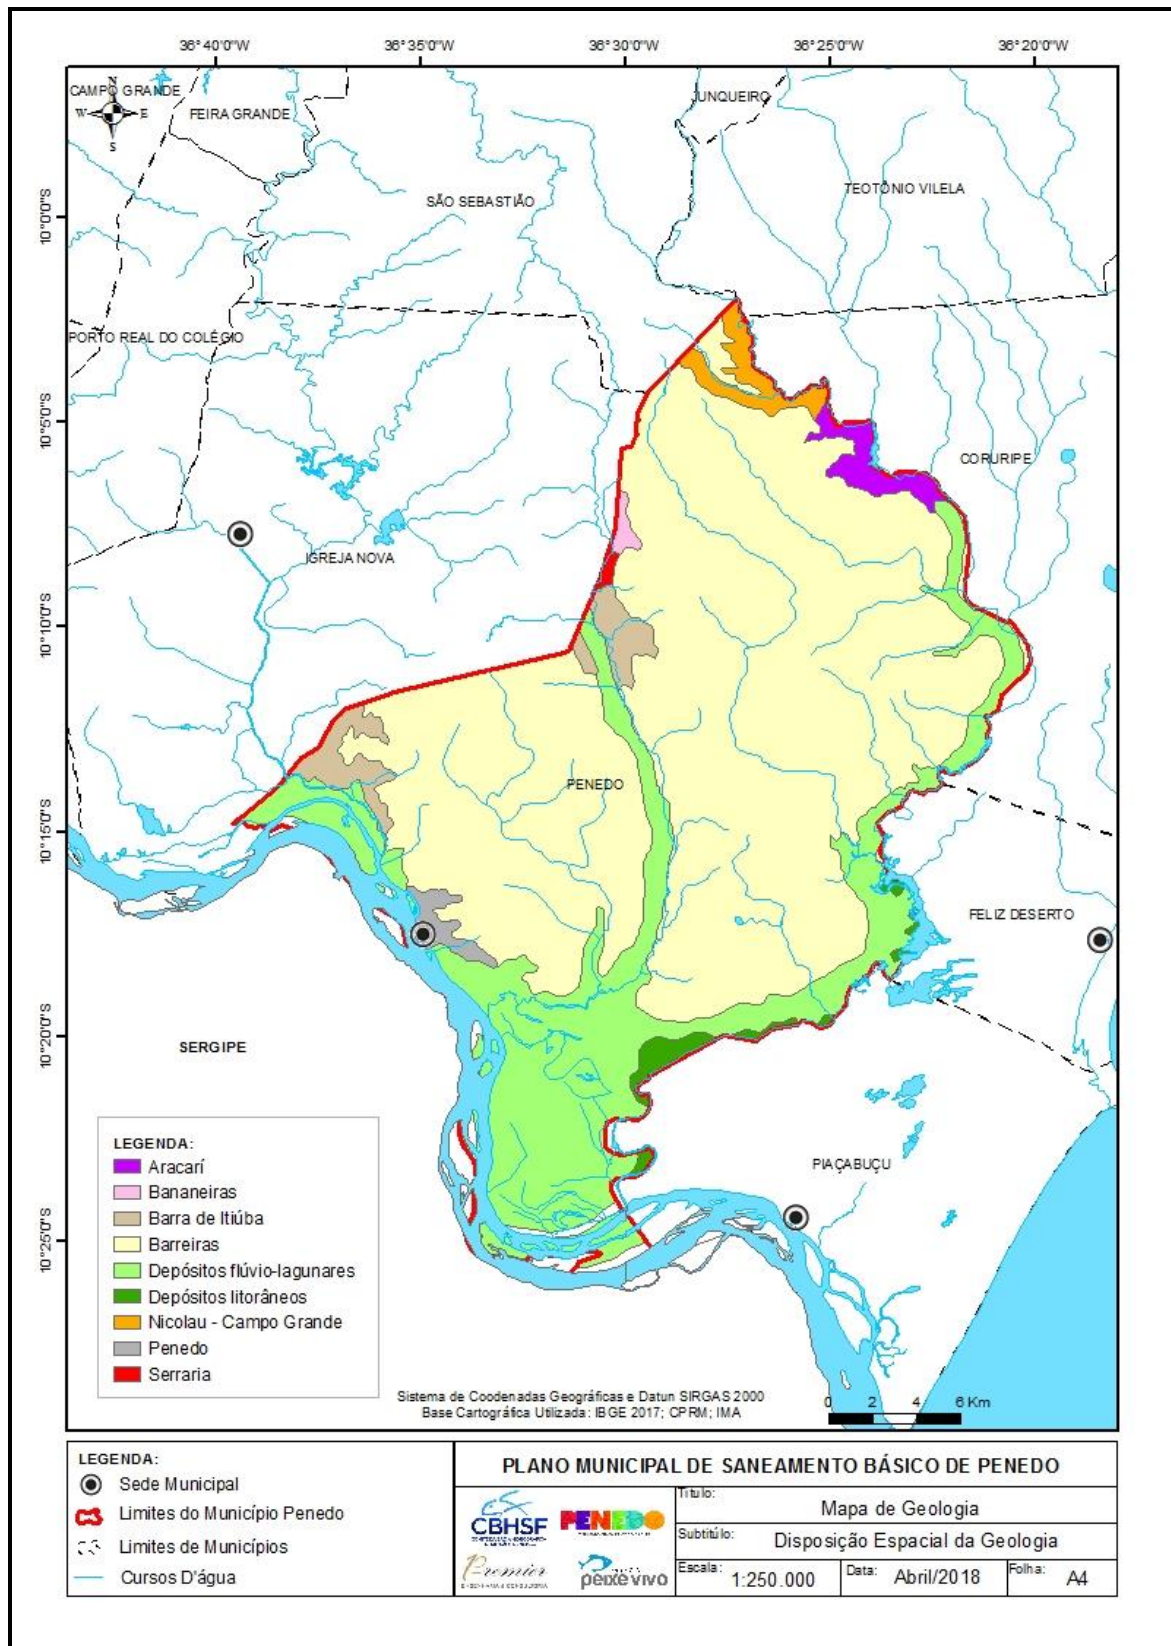 36°40'0"W 36°35'0"W 36°30'0"W 36°25'0"W 36°20'0"W
CAMPO GRANDE
N
W E
S
FEIRA GRANDE
JUNQUEIRO
TEOTÔNIO VILELA
SÃO SEBASTIÃO
10°0'0"S
PORTO REAL DO COLÉGIO
10°5'0"S
CORURIPE
IGREJA NOVA
10°10'0"S
PENEDO
10°15'0"S
FELIZ DESERTO
10°20'0"S
SERGIPE
PIAÇABUÇU
10°25'0"S
LEGENDA:
Aracarí
Bananeiras
Barra de Itiúba
Barreiras
Depósitos flúvio-lagunares
Depósitos litorâneos
Nicolau - Campo Grande
Penedo
Serraria
Sistema de Coodenadas Geográficas e Datun SIRGAS 2000
Base Cartográfica Utilizada: IBGE 2017; CPRM; IMA
0 2 4 6 Km
LEGENDA:
Sede Municipal
Limites do Município Penedo
Limites de Municípios
Cursos D'água
PLANO MUNICIPAL DE SANEAMENTO BÁSICO DE PENEDO
CBHSF
PENEDO
Premier
peixe vivo
Título:
Mapa de Geologia
Subtitúlo:
Disposição Espacial da Geologia
Escala: 1:250.000
Data: Abril/2018
Folha: A4